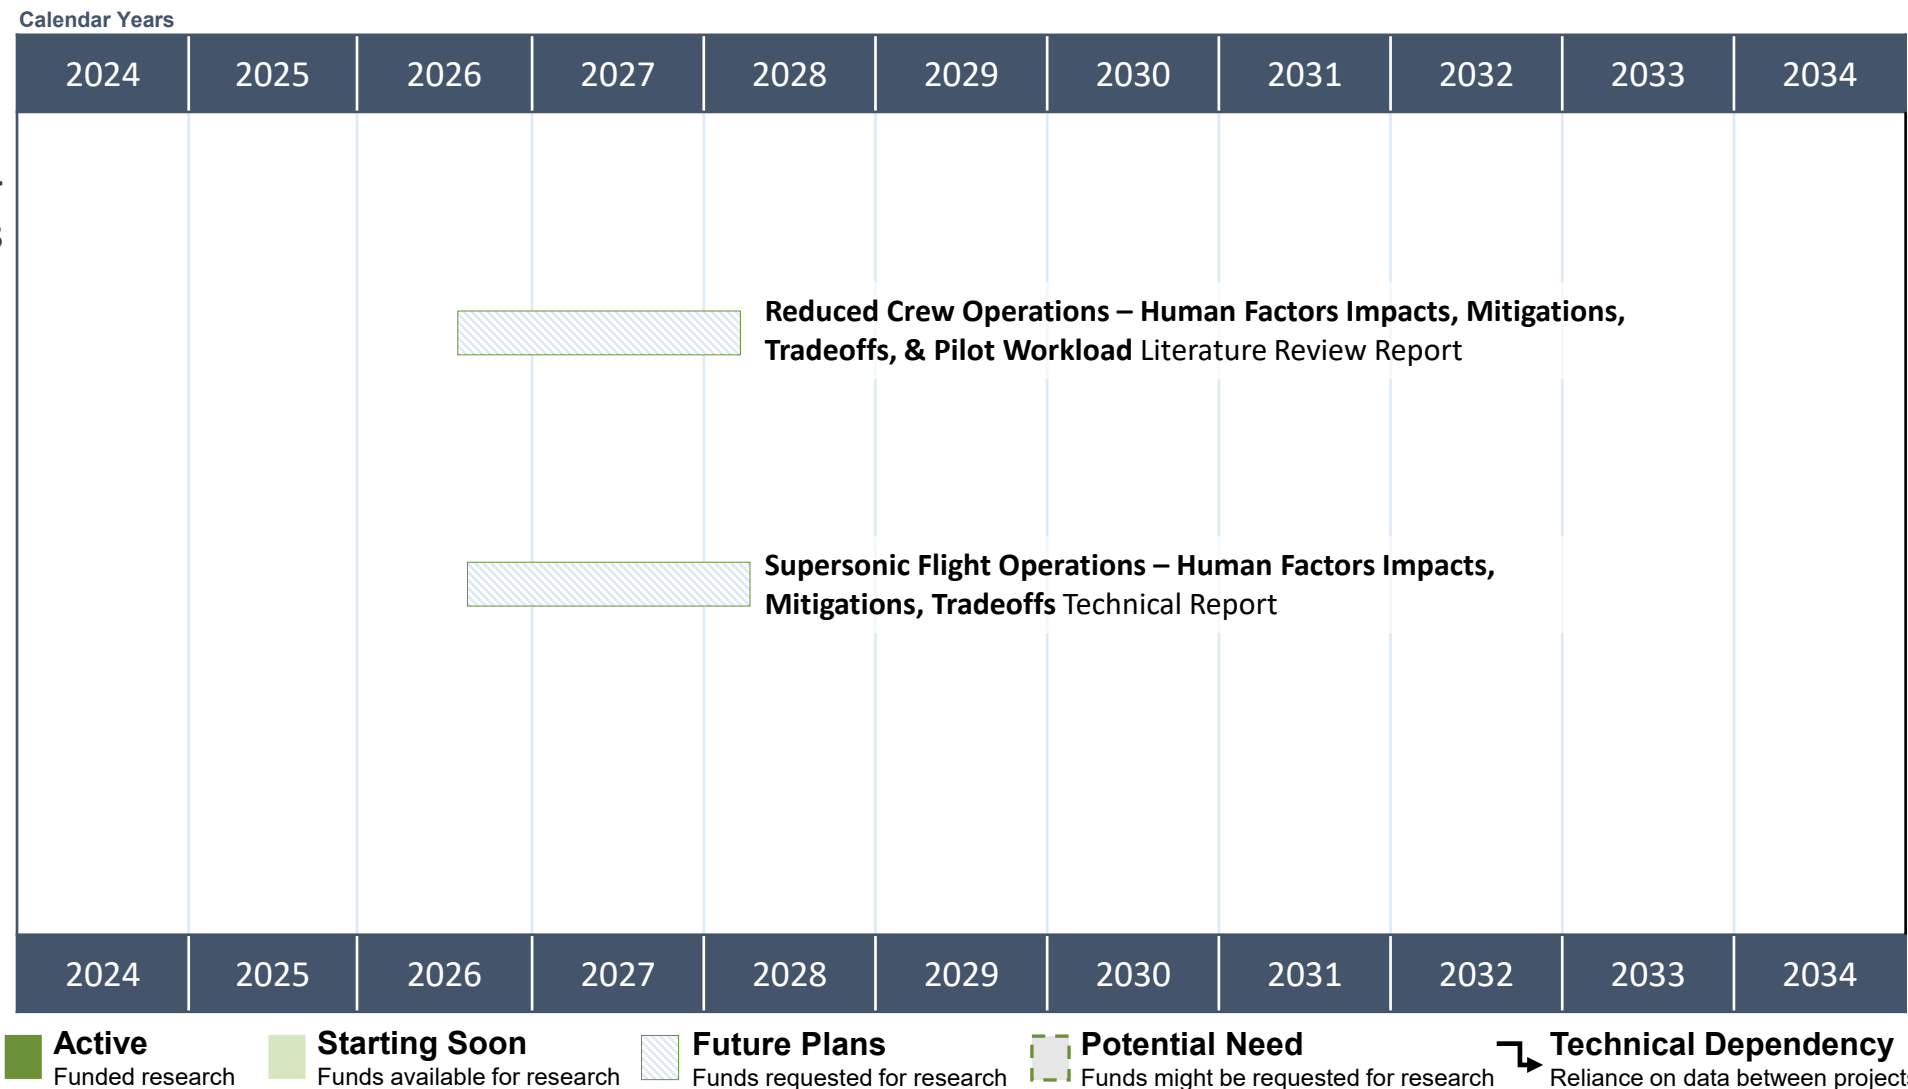 Calendar Years
2024 2025 2026 2027 2028 2029 2030 2031 2032 2033 2034
Reduced Crew Operations – Human Factors Impacts, Mitigations,
Tradeoffs, & Pilot Workload Literature Review Report
Supersonic Flight Operations – Human Factors Impacts,
Mitigations, Tradeoffs Technical Report
2024 2025 2026 2027 2028 2029 2030 2031 2032 2033 2034
Active
Funded research
Starting Soon
Funds available for research
Future Plans
Funds requested for research
Potential Need
Funds might be requested for research
Technical Dependency
Reliance on data between projects